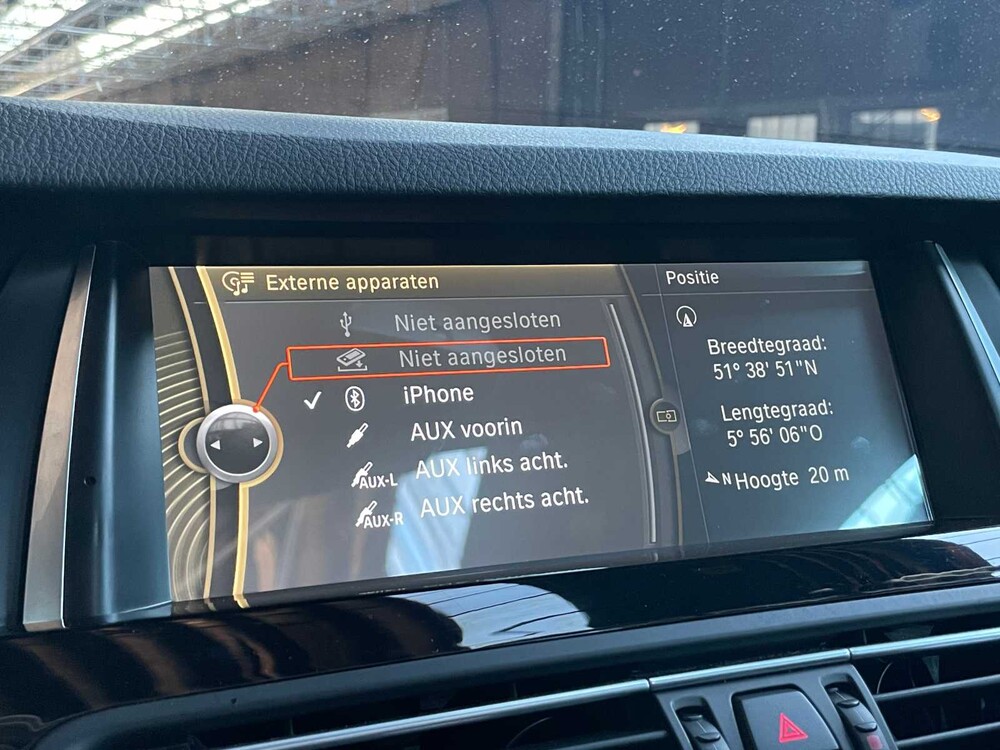 Externe apparaten
Niet aangesloten
Niet aangesloten
iPhone
AUX voorin
AUX-L AUX links acht.
AUX-R AUX rechts acht.
Positie
Breedtegraad:
51° 38' 51"N
Lengtegraad:
5° 56' 06"O
N Hoogte 20 m